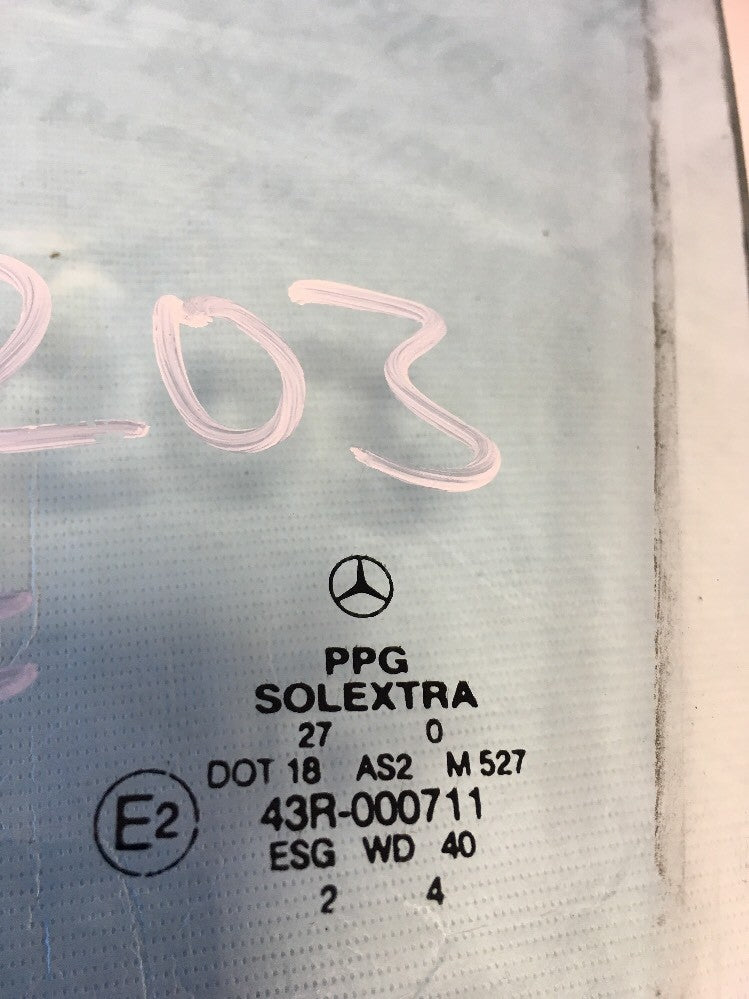 203
PPG
SOLEXTRA
27 0
DOT 18 AS2 M 527
E2 43R-000711
ESG WD 40
2 4